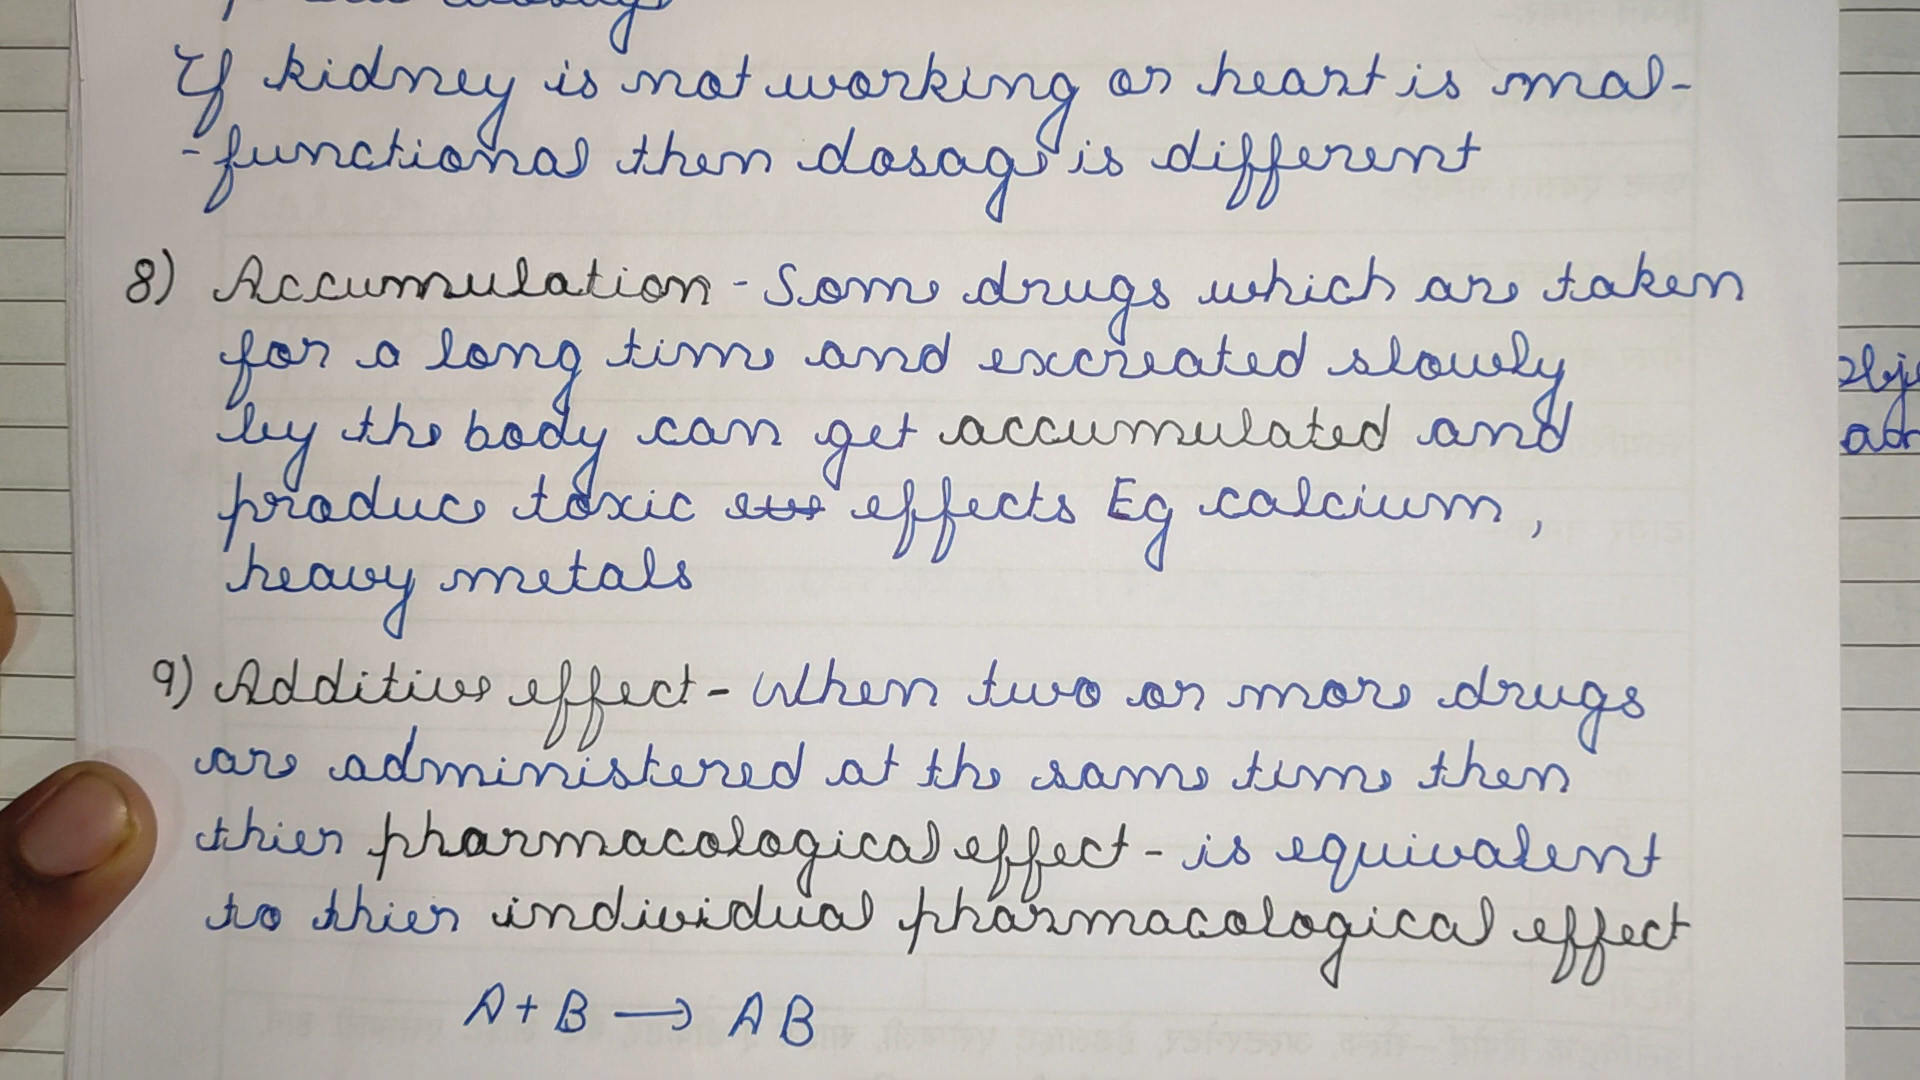 If kidney is not working or heart is mal-
-functional then dosage is different
8) Accumulation - Some drugs which are taken
for a long time and excreated slowly
by the body can get accumulated and
produce toxic effects Eg calcium,
heavy metals
9) Additive effect - When two or more drugs
are administered at the same time then
thier pharmacological effect - is equivalent
to thier individual pharmacological effect
A + B → AB